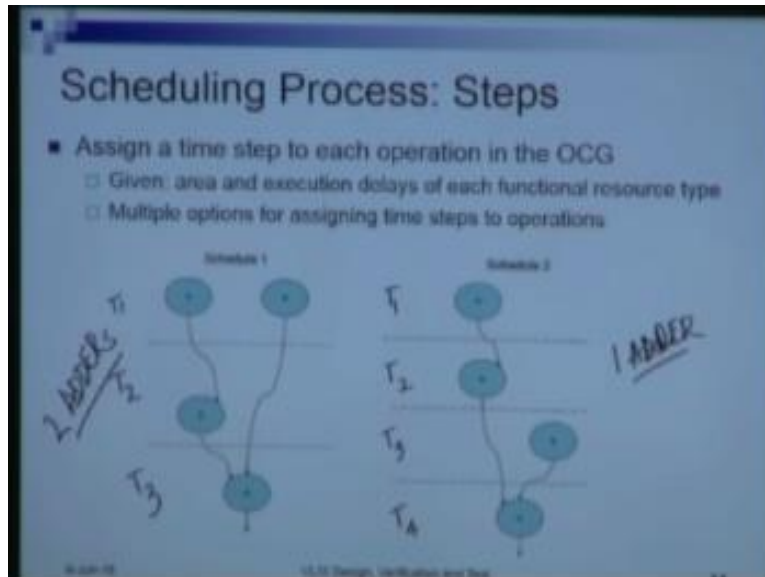 Scheduling Process: Steps
Assign a time step to each operation in the OCG
Given: area and execution delays of each functional resource type
Multiple options for assigning time steps to operations
Schedule 1
Schedule 2
T1
T2
T3
2 ADDERS
T1
T2
T3
T4
1 ADDER
VLSI Design, Verification and Test